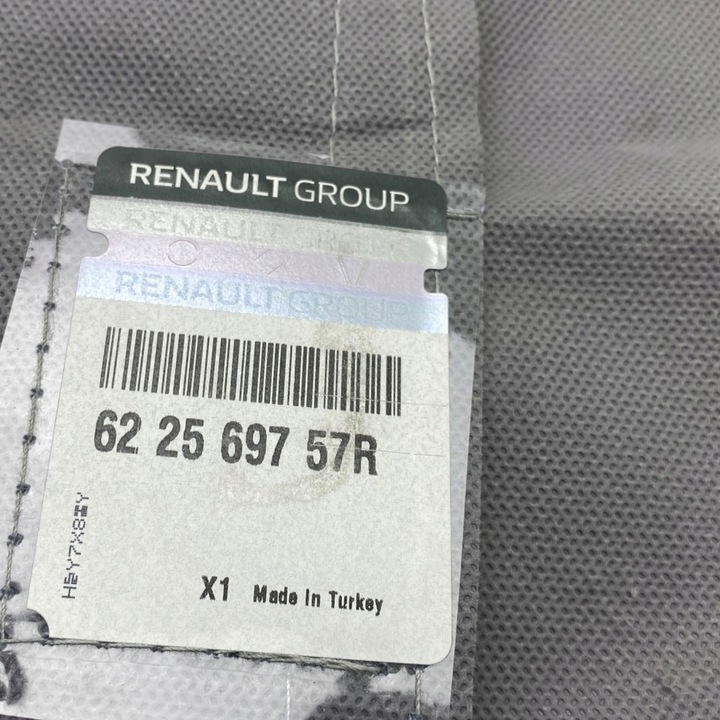 RENAULT GROUP
RENAULT GROUP
RENAULT GROUP
62 25 697 57R
X1 Made In Turkey